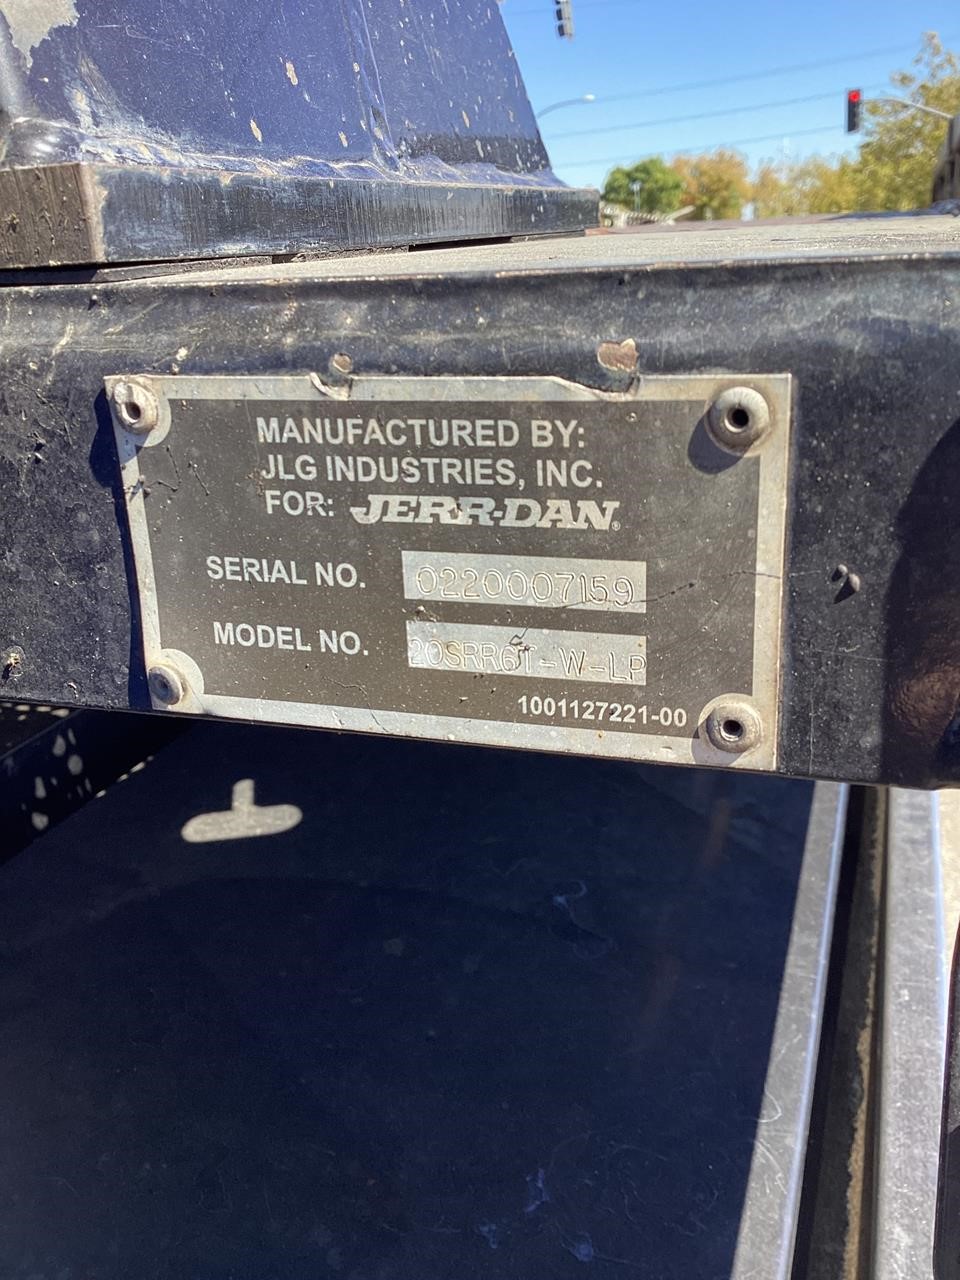 MANUFACTURED BY:
JLG INDUSTRIES, INC.
FOR: JERR-DAN®
SERIAL NO. 0220007159
MODEL NO. 20SRR6T-W-LP
1001127221-00